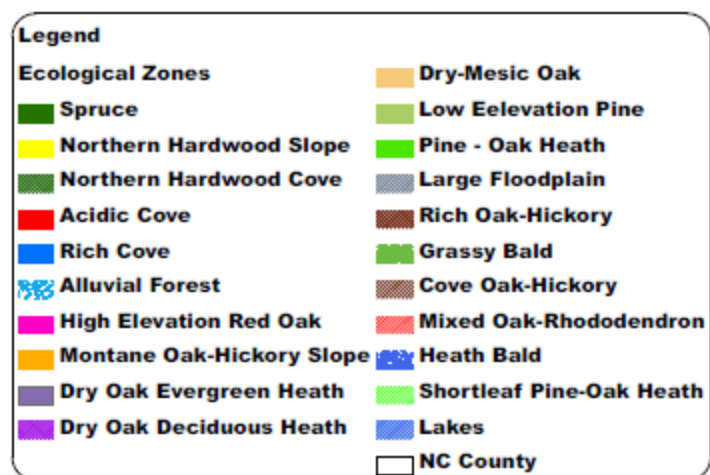 Legend
Ecological Zones
Spruce
Northern Hardwood Slope
Northern Hardwood Cove
Acidic Cove
Rich Cove
Alluvial Forest
High Elevation Red Oak
Montane Oak-Hickory Slope
Dry Oak Evergreen Heath
Dry Oak Deciduous Heath
Dry-Mesic Oak
Low Eelevation Pine
Pine - Oak Heath
Large Floodplain
Rich Oak-Hickory
Grassy Bald
Cove Oak-Hickory
Mixed Oak-Rhododendron
Heath Bald
Shortleaf Pine-Oak Heath
Lakes
NC County